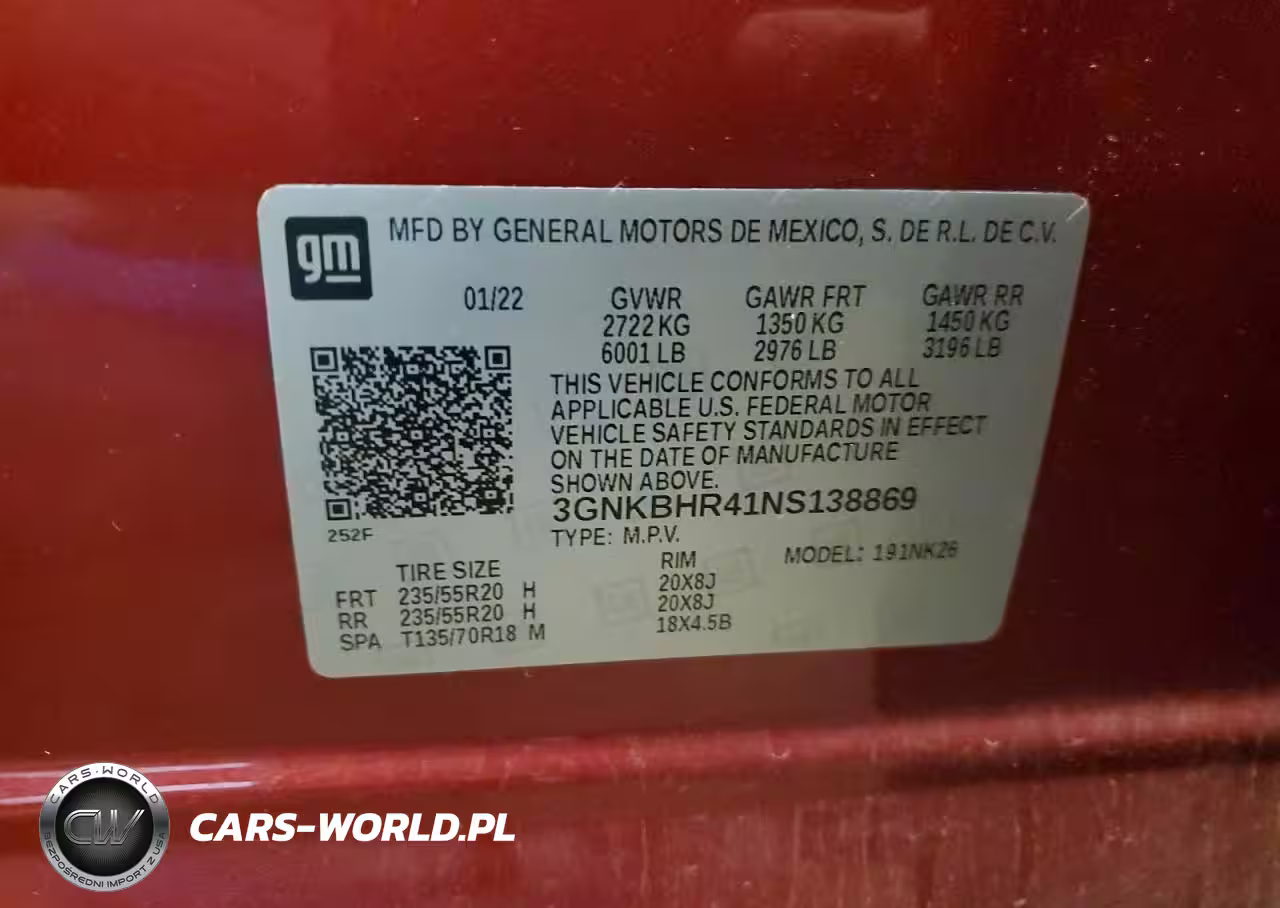 gm
MFD BY GENERAL MOTORS DE MEXICO, S. DE R.L. DE C.V.
01/22 GVWR GAWR FRT GAWR RR
2722 KG 1350 KG 1450 KG
6001 LB 2976 LB 3196 LB
THIS VEHICLE CONFORMS TO ALL
APPLICABLE U.S. FEDERAL MOTOR
VEHICLE SAFETY STANDARDS IN EFFECT
ON THE DATE OF MANUFACTURE
SHOWN ABOVE.
3GNKBHR41NS138869
252F
TYPE: M.P.V. MODEL: 191NK26
TIRE SIZE RIM
FRT 235/55R20 H 20X8J
RR 235/55R20 H 20X8J
SPA T135/70R18 M 18X4.5B
CARS-WORLD
CW
BEZPOŚREDNI IMPORT Z USA
CARS-WORLD.PL